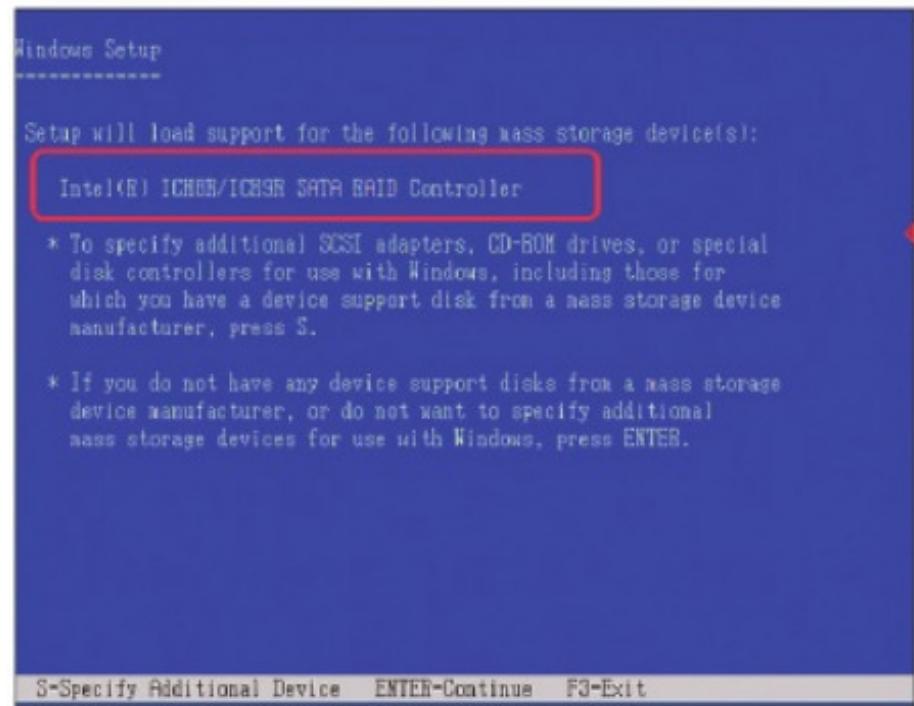 Windows Setup
Setup will load support for the following mass storage device(s):
Intel(R) ICH8R/ICH9R SATA RAID Controller
* To specify additional SCSI adapters, CD-ROM drives, or special
disk controllers for use with Windows, including those for
which you have a device support disk from a mass storage device
manufacturer, press S.
* If you do not have any device support disks from a mass storage
device manufacturer, or do not want to specify additional
mass storage devices for use with Windows, press ENTER.
S=Specify Additional Device ENTER=Continue F3=Exit